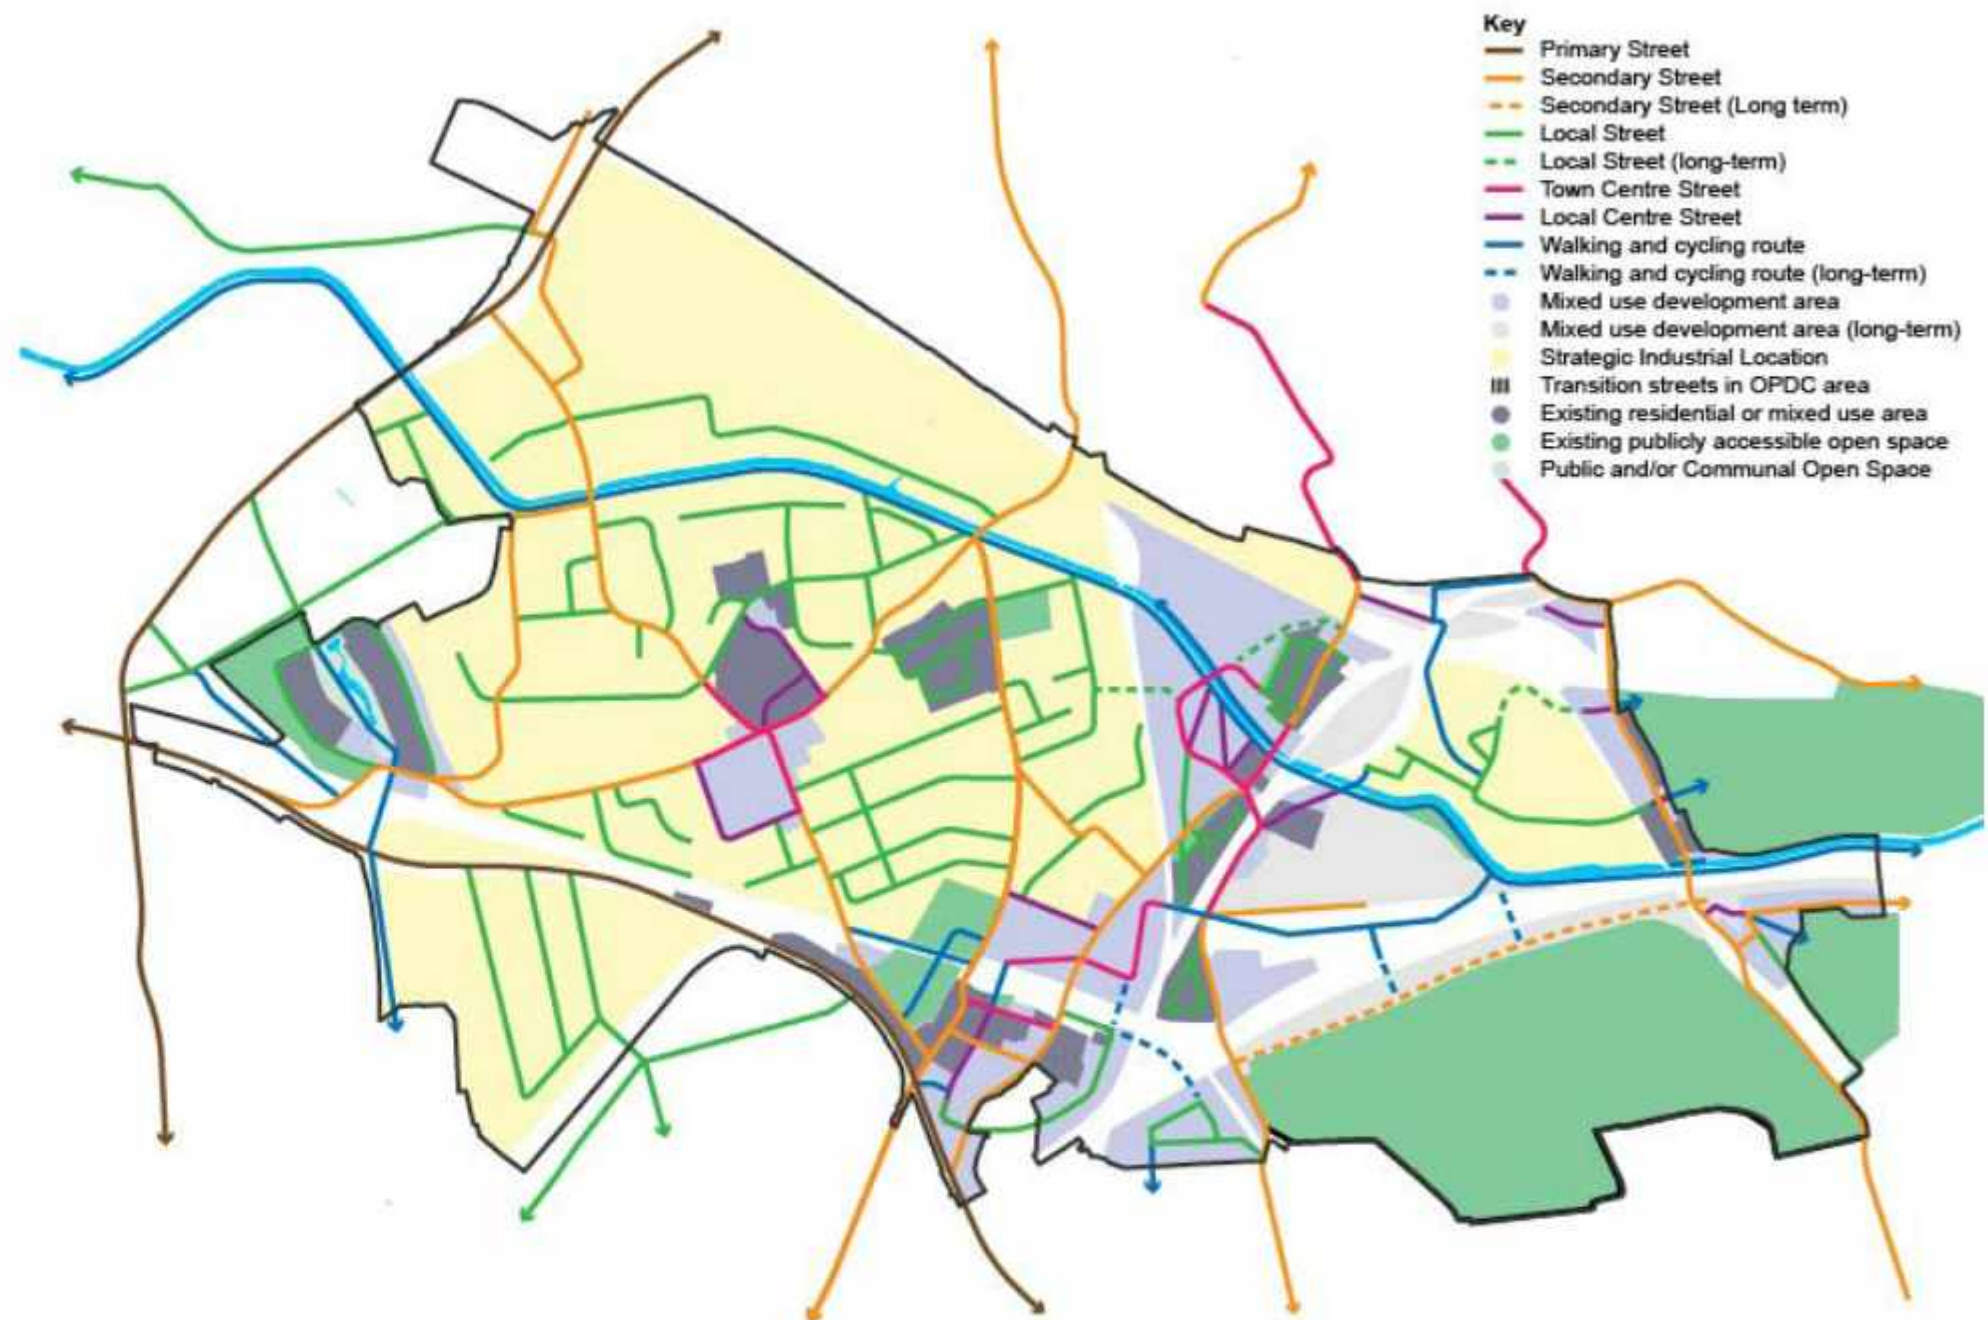 Key
Primary Street
Secondary Street
Secondary Street (Long term)
Local Street
Local Street (long-term)
Town Centre Street
Local Centre Street
Walking and cycling route
Walking and cycling route (long-term)
Mixed use development area
Mixed use development area (long-term)
Strategic Industrial Location
Transition streets in OPDC area
Existing residential or mixed use area
Existing publicly accessible open space
Public and/or Communal Open Space